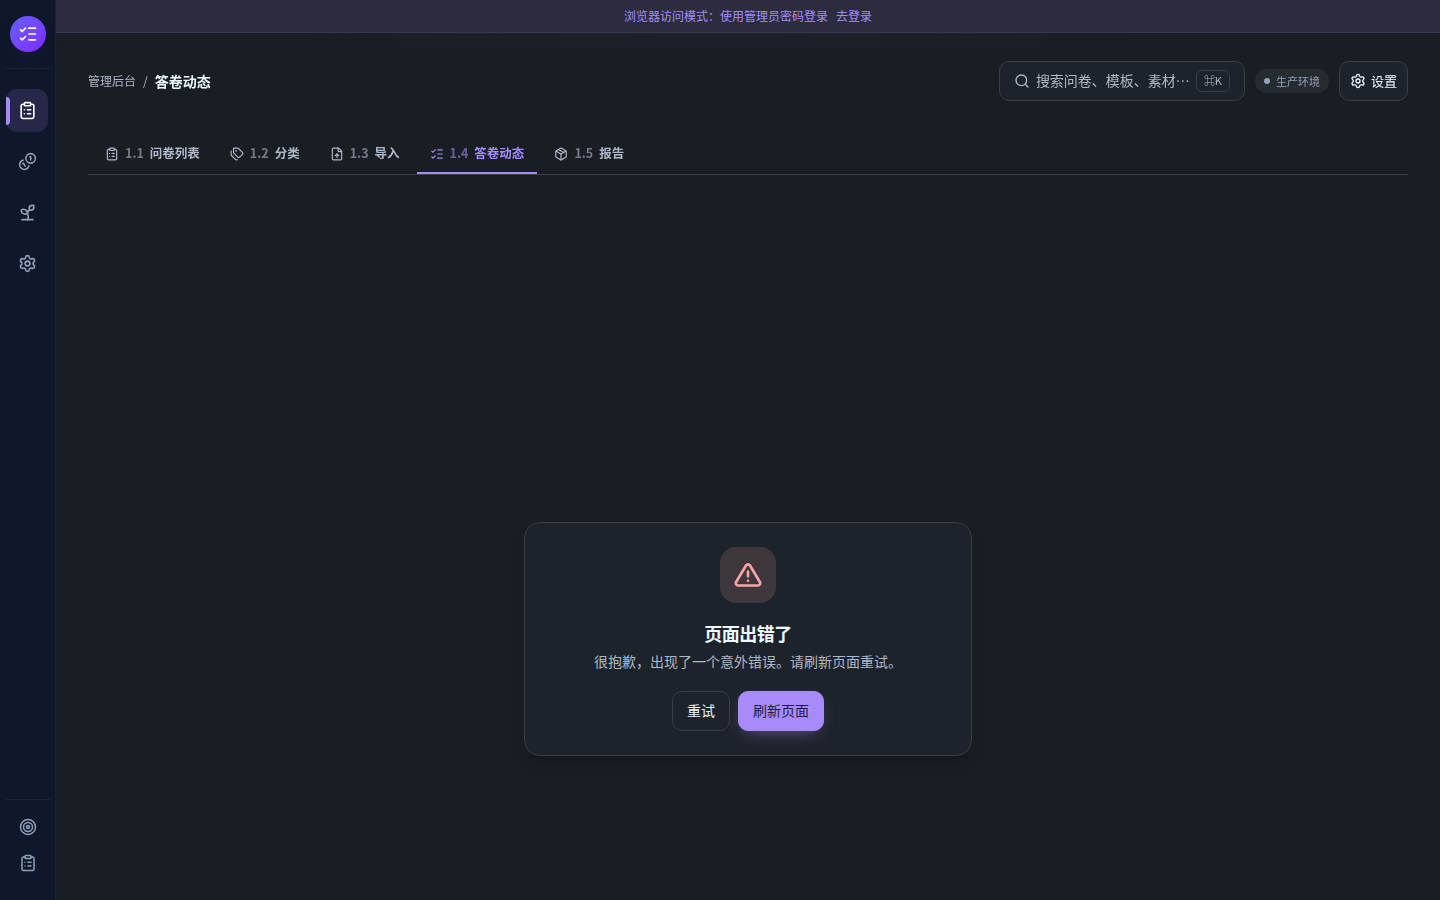 浏览器访问模式：使用管理员密码登录 去登录
管理后台 / 答卷动态
搜索问卷、模板、素材… ⌘K
生产环境
设置
1.1 问卷列表
1.2 分类
1.3 导入
1.4 答卷动态
1.5 报告
页面出错了
很抱歉，出现了一个意外错误。请刷新页面重试。
重试
刷新页面